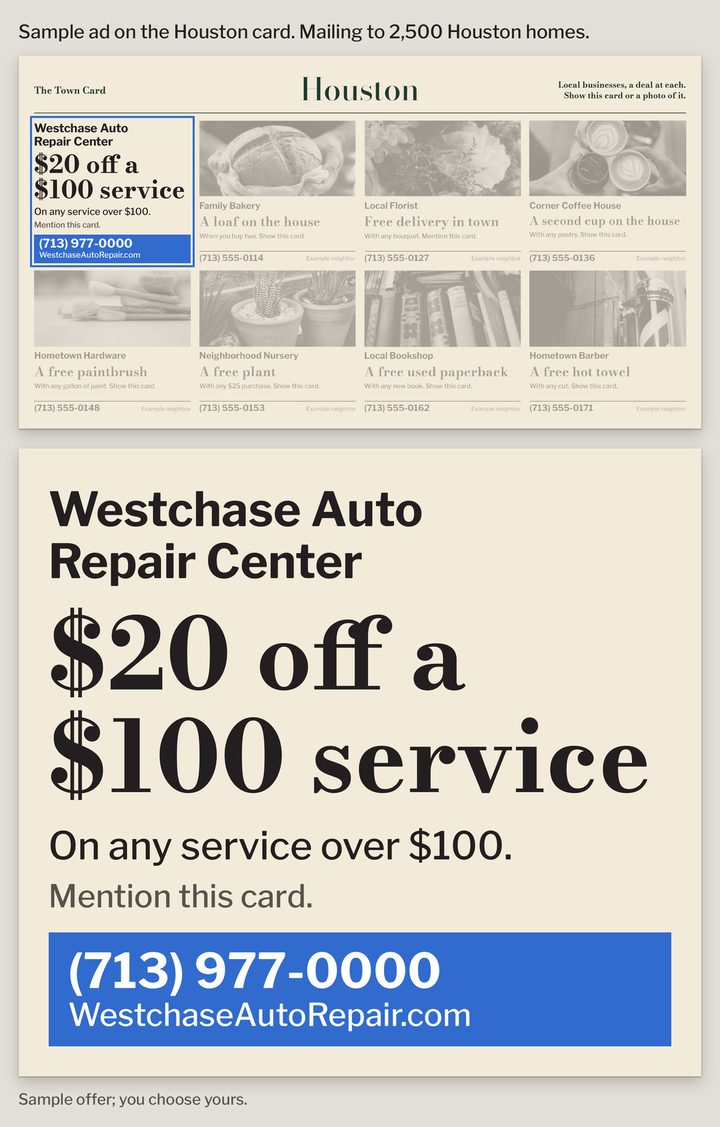 Sample ad on the Houston card. Mailing to 2,500 Houston homes.
The Town Card
Houston
Local businesses, a deal at each.
Show this card or a photo of it.
Westchase Auto
Repair Center
$20 off a
$100 service
On any service over $100.
Mention this card.
(713) 977-0000
WestchaseAutoRepair.com
Family Bakery
A loaf on the house
When you buy two. Show this card.
(713) 555-0114
Example neighbor
Local Florist
Free delivery in town
With any bouquet. Mention this card.
(713) 555-0127
Example neighbor
Corner Coffee House
A second cup on the house
With any pastry. Show this card.
(713) 555-0136
Example neighbor
Hometown Hardware
A free paintbrush
With any gallon of paint. Show this card.
(713) 555-0148
Example neighbor
Neighborhood Nursery
A free plant
With any $25 purchase. Show this card.
(713) 555-0153
Example neighbor
Local Bookshop
A free used paperback
With any new book. Show this card.
(713) 555-0162
Example neighbor
Hometown Barber
A free hot towel
With any cut. Show this card.
(713) 555-0171
Example neighbor
Westchase Auto
Repair Center
$20 off a
$100 service
On any service over $100.
Mention this card.
(713) 977-0000
WestchaseAutoRepair.com
Sample offer; you choose yours.